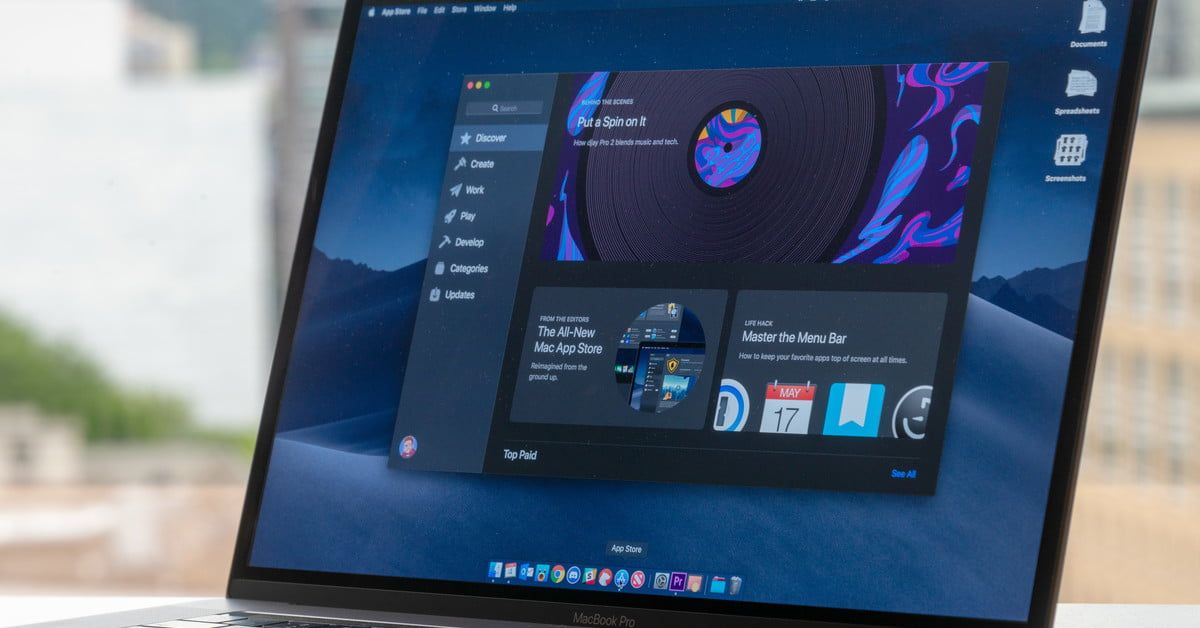 App Store File Edit Store Window Help
Documents
Spreadsheets
Screenshots
Search
Discover
Create
Work
Play
Develop
Categories
Updates
BEHIND THE SCENES
Put a Spin on It
How djay Pro 2 blends music and tech.
FROM THE EDITORS
The All-New
Mac App Store
Reimagined from the
ground up.
LIFE HACK
Master the Menu Bar
How to keep your favorite apps top of screen at all times.
MAY
17
Top Paid
See All
App Store
Pr
MacBook Pro